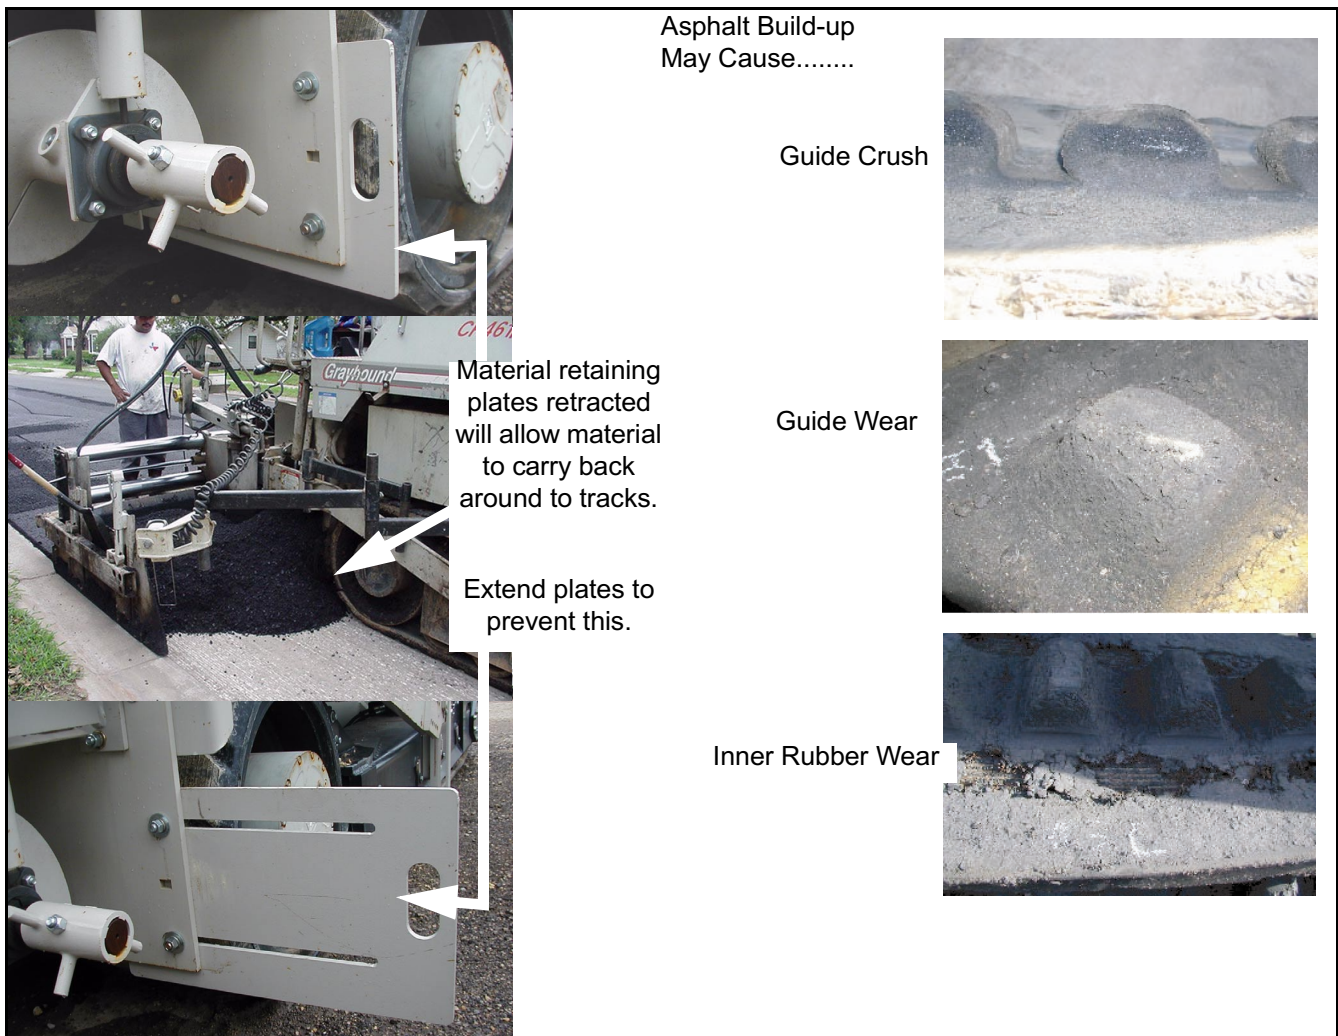 Asphalt Build-up
May Cause........
Guide Crush
Grayhound
Material retaining
plates retracted
will allow material
to carry back
around to tracks.
Guide Wear
Extend plates to
prevent this.
Inner Rubber Wear